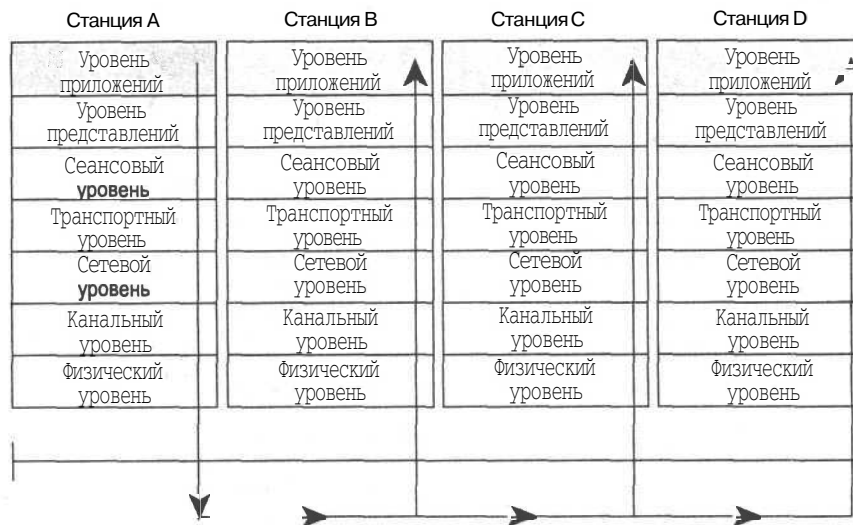 Станция А
Станция В
Станция С
Станция D
Уровень
приложений
Уровень
представлений
Сеансовый
уровень
Транспортный
уровень
Сетевой
уровень
Канальный
уровень
Физический
уровень
Уровень
приложений
Уровень
представлений
Сеансовый
уровень
Транспортный
уровень
Сетевой
уровень
Канальный
уровень
Физический
уровень
Уровень
приложений
Уровень
представлений
Сеансовый
уровень
Транспортный
уровень
Сетевой
уровень
Канальный
уровень
Физический
уровень
Уровень
приложений
Уровень
представлений
Сеансовый
уровень
Транспортный
уровень
Сетевой
уровень
Канальный
уровень
Физический
уровень